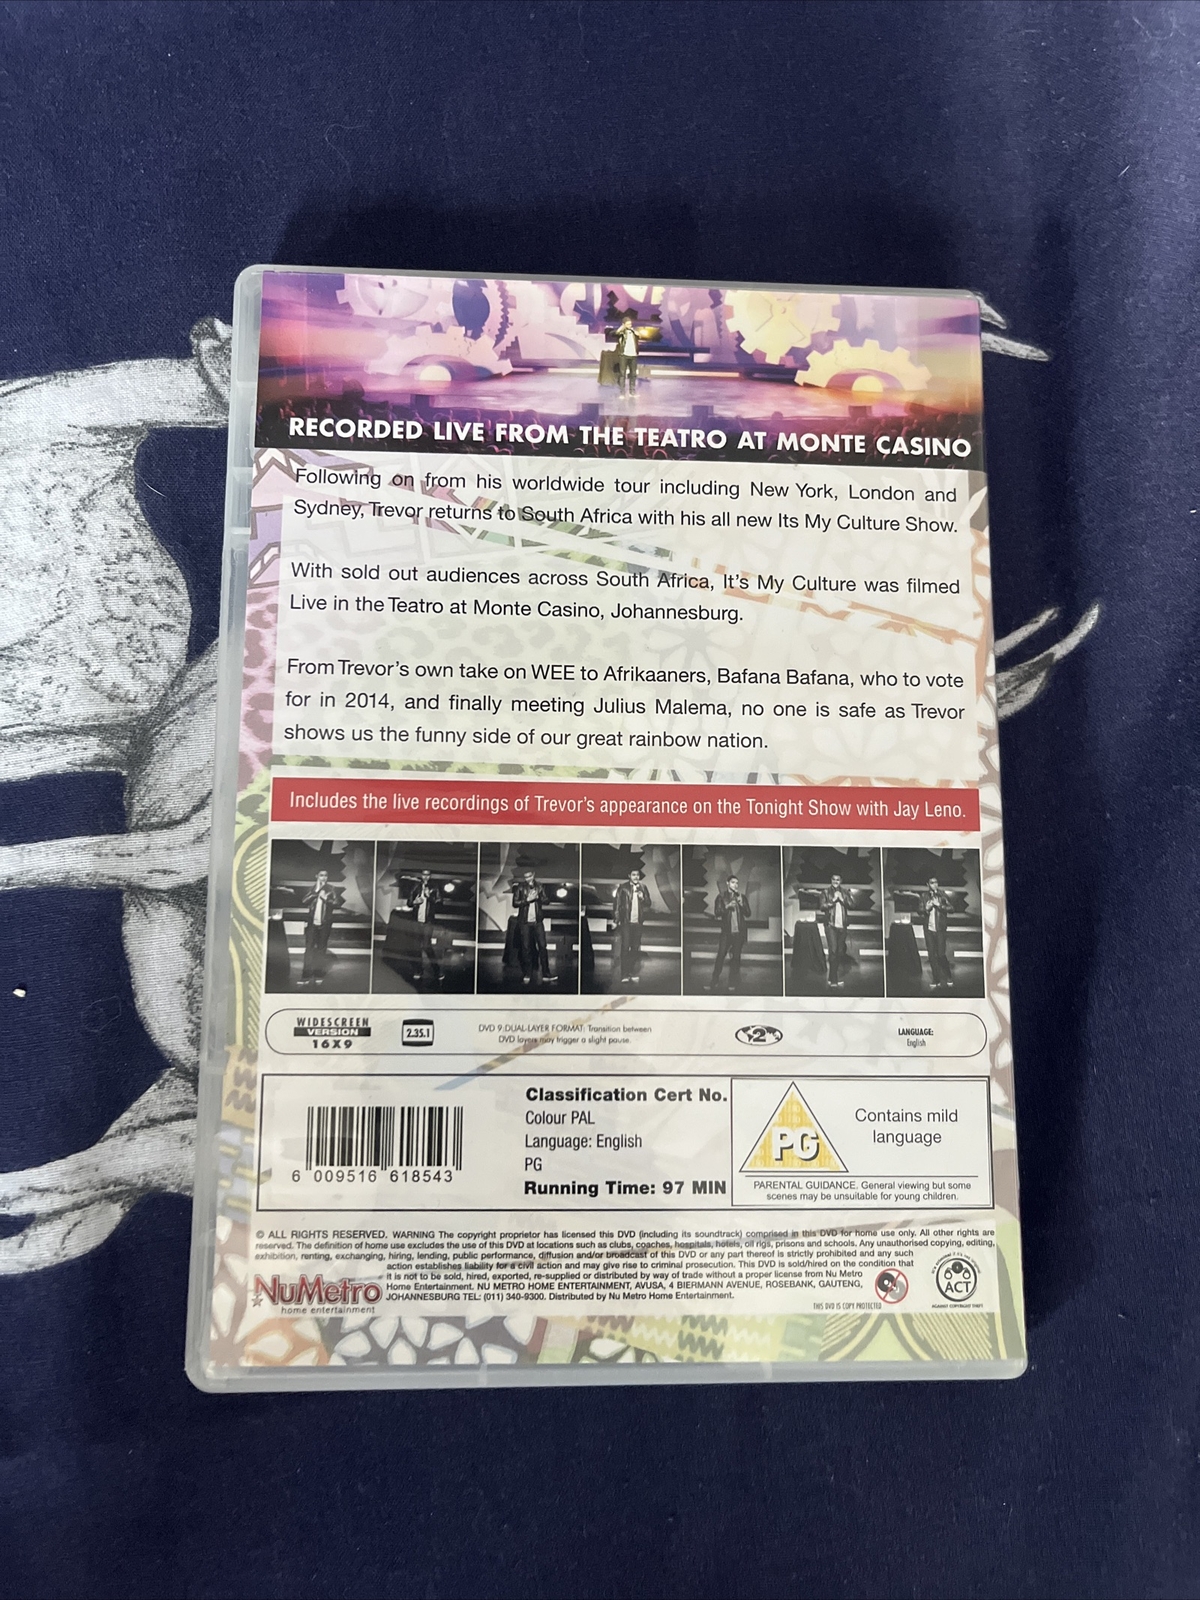 RECORDED LIVE FROM THE TEATRO AT MONTE CASINO
Following on from his worldwide tour including New York, London and
Sydney, Trevor returns to South Africa with his all new Its My Culture Show.
With sold out audiences across South Africa, It's My Culture was filmed
Live in the Teatro at Monte Casino, Johannesburg.
From Trevor's own take on WEE to Afrikaaners, Bafana Bafana, who to vote
for in 2014, and finally meeting Julius Malema, no one is safe as Trevor
shows us the funny side of our great rainbow nation.
Includes the live recordings of Trevor's appearance on the Tonight Show with Jay Leno.
WIDESCREEN
VERSION
16X9
2.35.1
DVD 9 DUAL-LAYER FORMAT: Transition between
DVD layers may trigger a slight pause.
2
LANGUAGE:
English
6 009516 618543
Classification Cert No.
Colour PAL
Language: English
PG
Running Time: 97 MIN
PG
Contains mild
language
PARENTAL GUIDANCE. General viewing but some
scenes may be unsuitable for young children.
© ALL RIGHTS RESERVED. WARNING The copyright proprietor has licensed this DVD (including its soundtrack) comprised in this DVD for home use only. All other rights are
reserved. The definition of home use excludes the use of this DVD at locations such as clubs, coaches, hospitals, hotels, oil rigs, prisons and schools. Any unauthorised copying, editing,
exhibition, renting, exchanging, hiring, lending, public performance, diffusion and/or broadcast of this DVD or any part thereof is strictly prohibited and any such
action establishes liability for a civil action and may give rise to criminal prosecution. This DVD is sold/hired on the condition that
it is not to be sold, hired, exported, re-supplied or distributed by way of trade without a proper license from Nu Metro
Home Entertainment. NU METRO HOME ENTERTAINMENT, AVUSA, 4 BIERMANN AVENUE, ROSEBANK, GAUTENG,
JOHANNESBURG TEL: (011) 340-9300. Distributed by Nu Metro Home Entertainment.
NuMetro
home entertainment
THIS DVD IS COPY PROTECTED
ACT
AGAINST COPYRIGHT THEFT